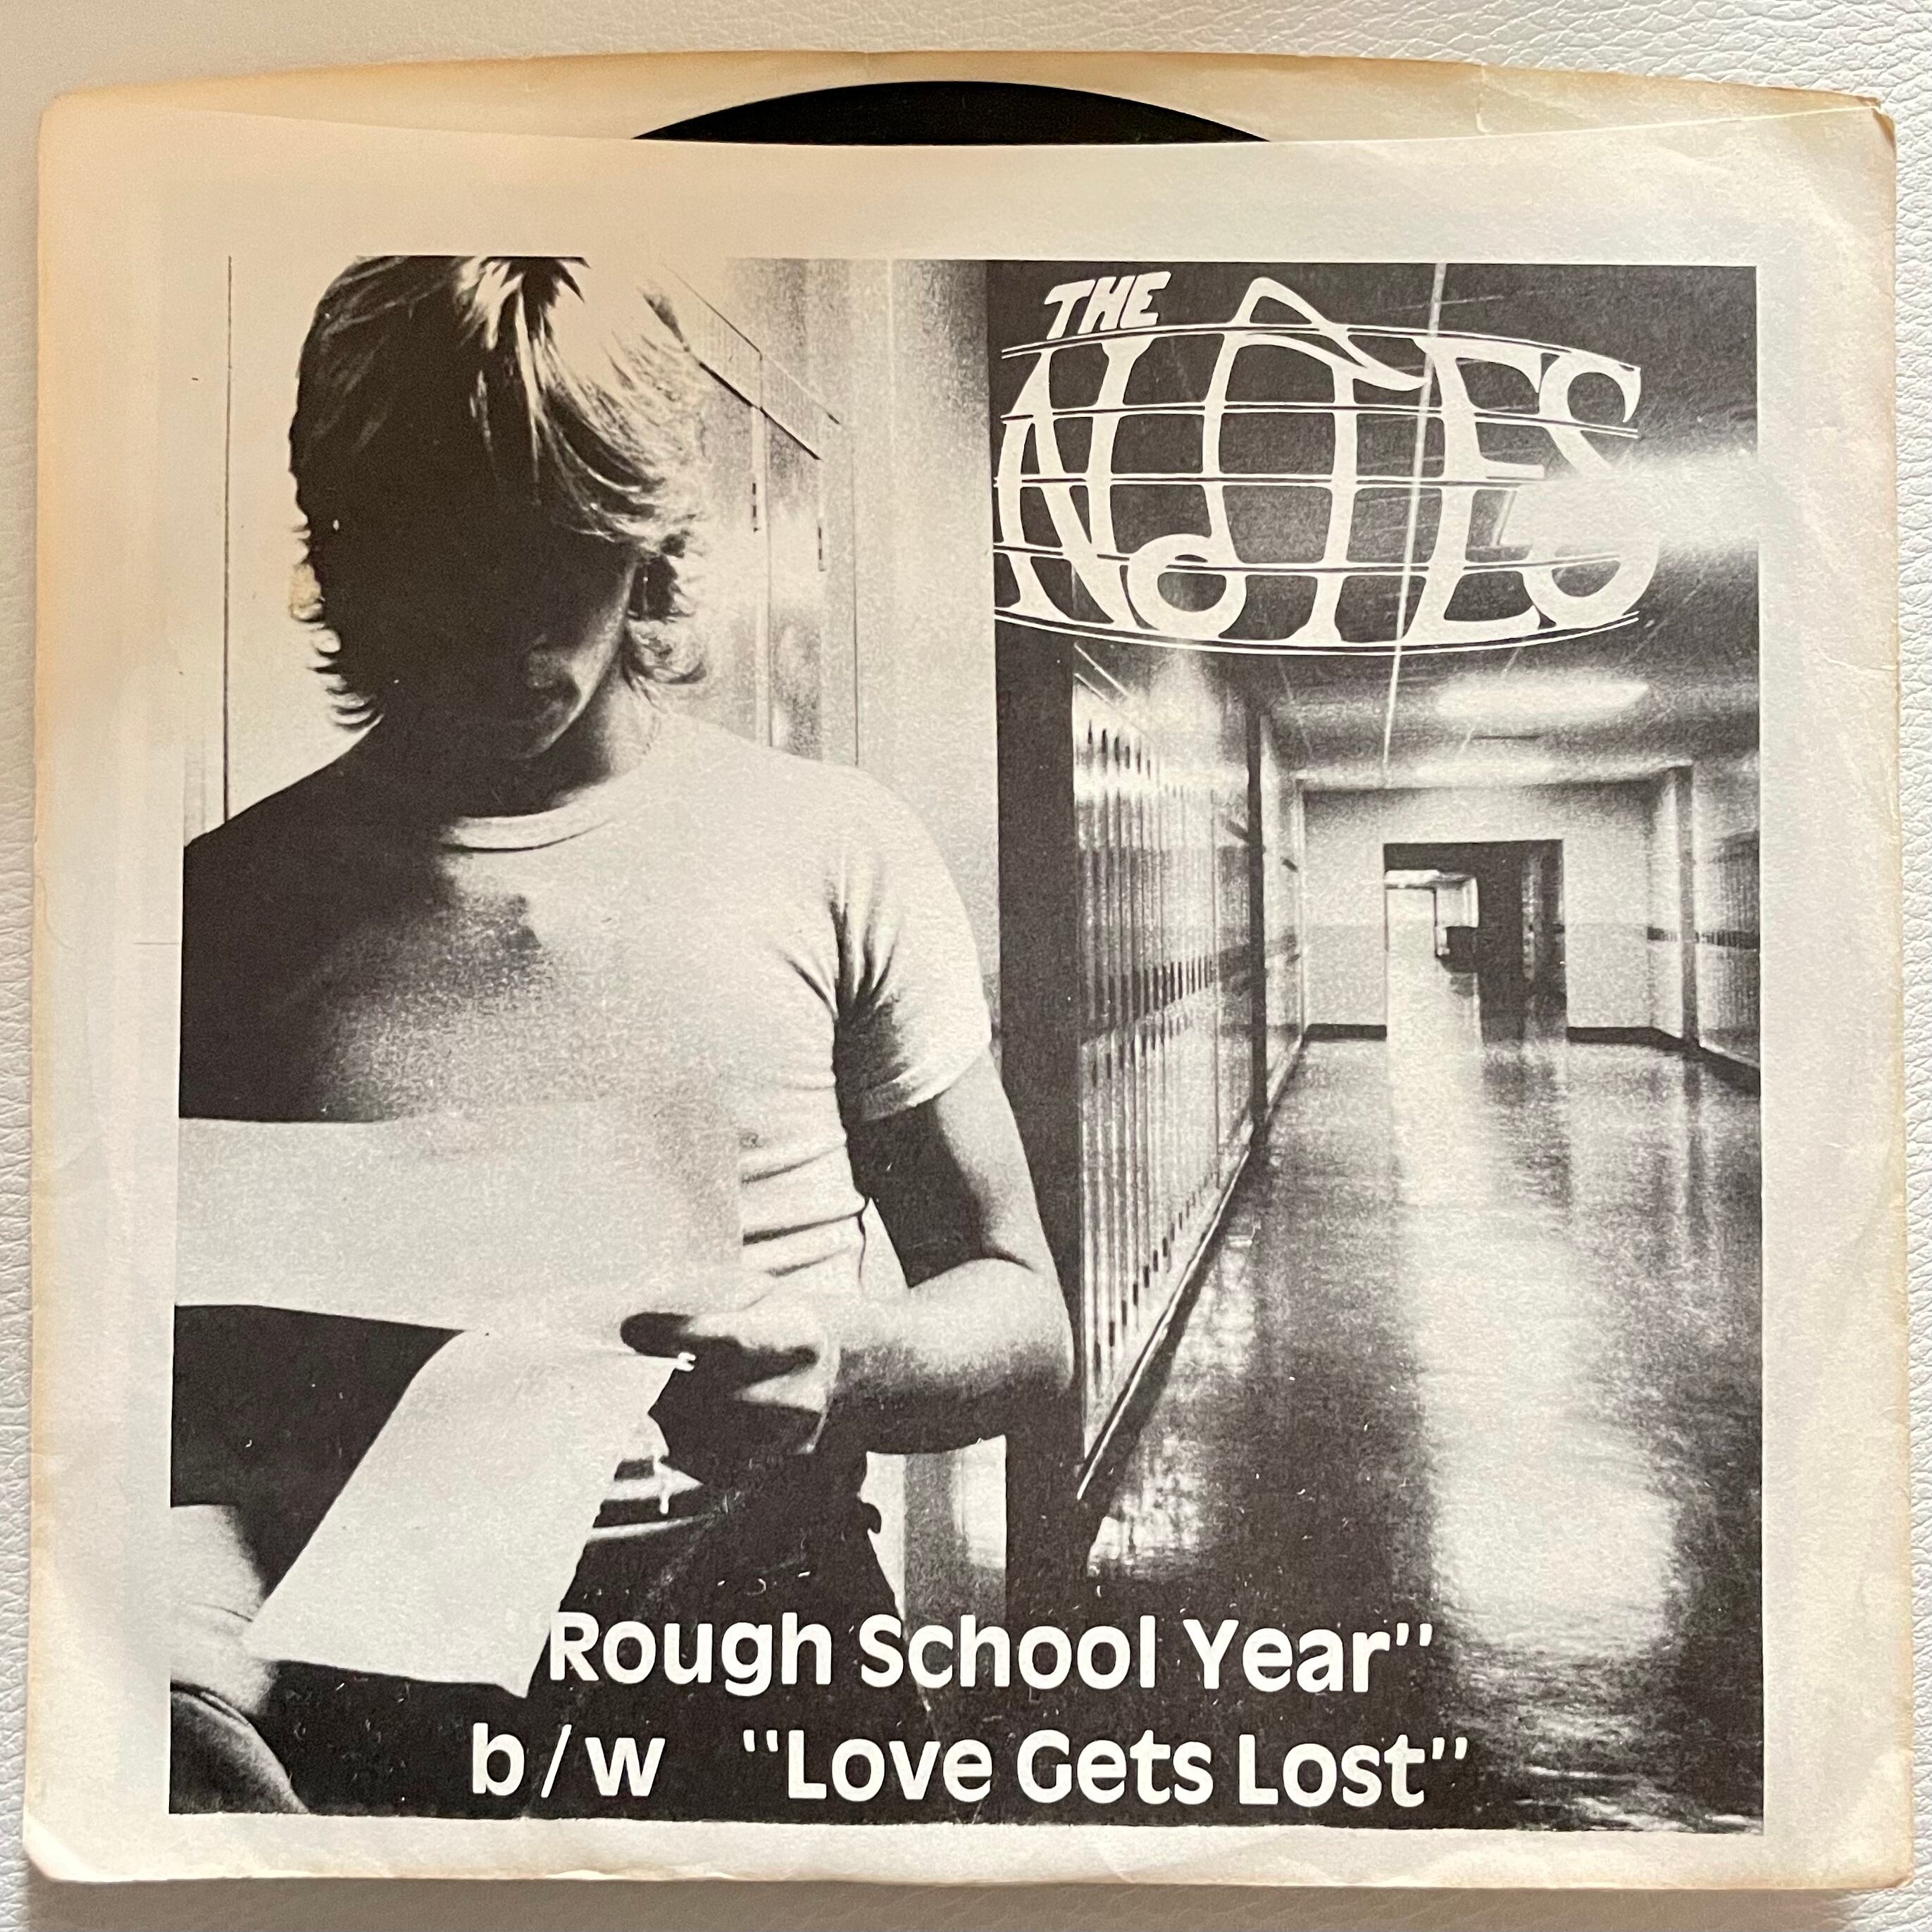 THE
NOTES
Rough School Year"
b/w "Love Gets Lost"